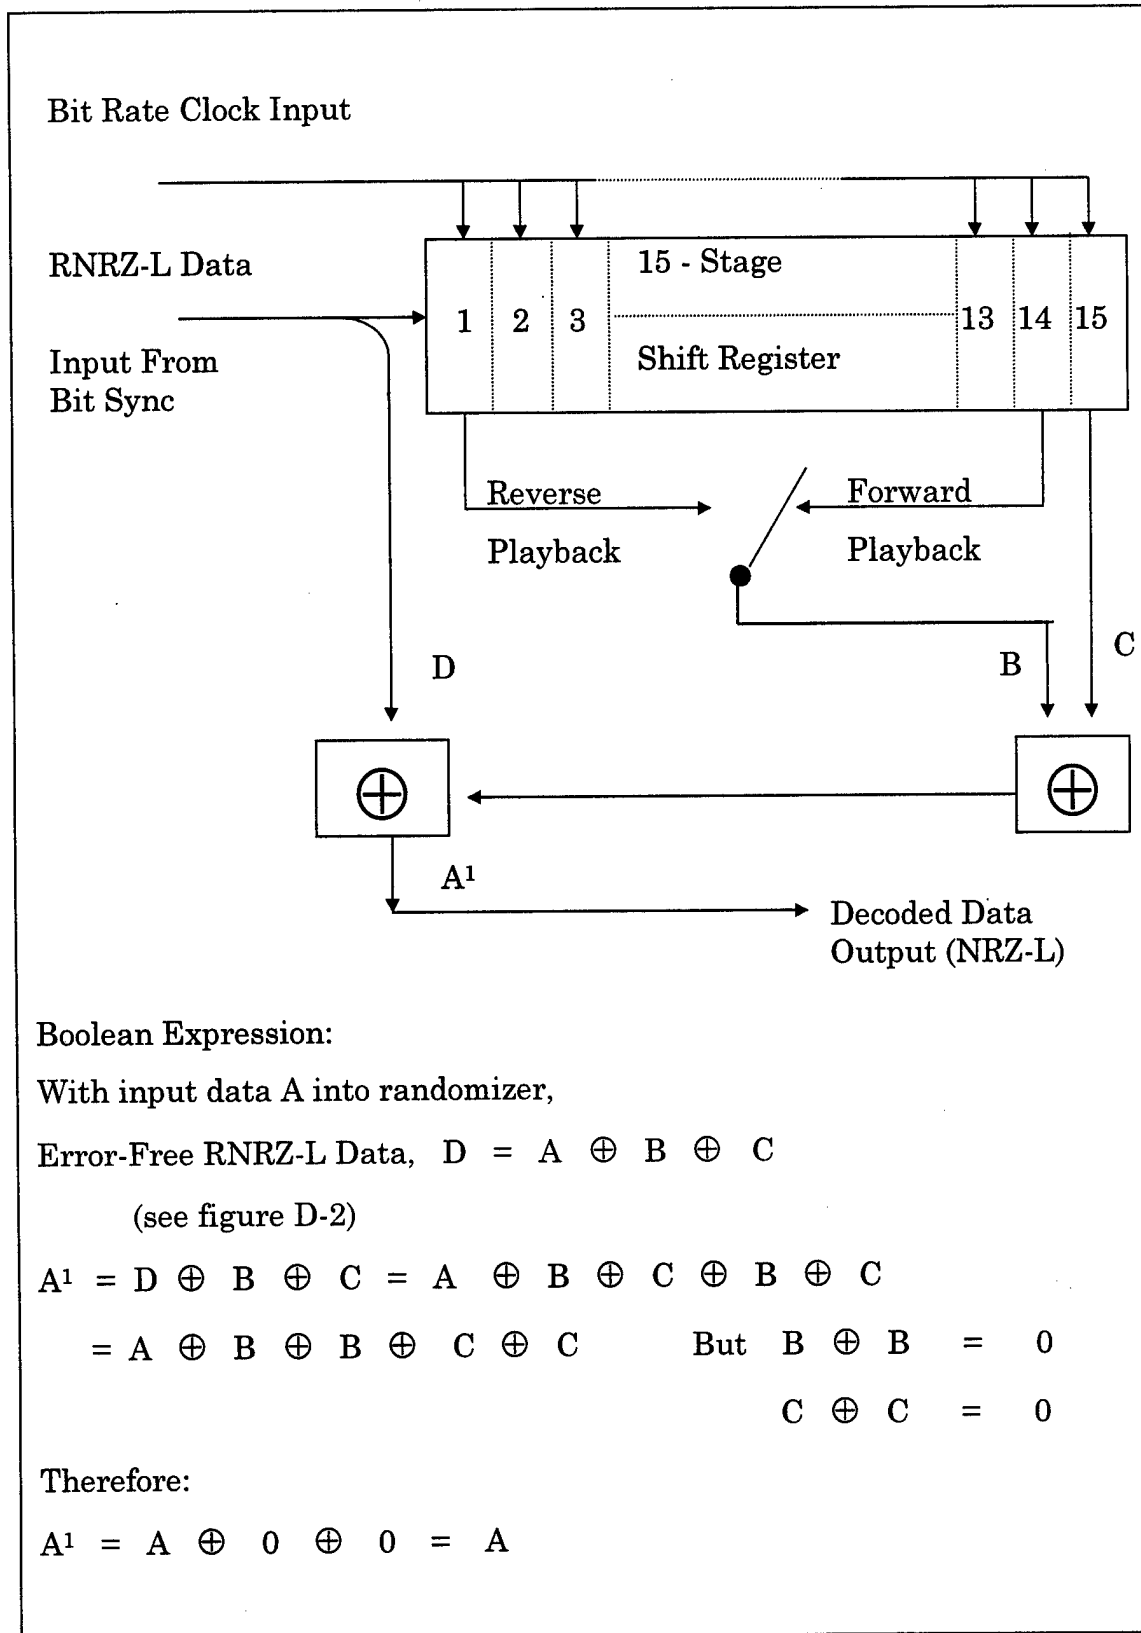 Bit Rate Clock Input
RNRZ-L Data
Input From
Bit Sync
15 - Stage
1 2 3 13 14 15
Shift Register
Reverse
Playback
Forward
Playback
D
B
C
⊕
⊕
A¹
Decoded Data
Output (NRZ-L)
Boolean Expression:
With input data A into randomizer,
Error-Free RNRZ-L Data, D = A ⊕ B ⊕ C
(see figure D-2)
A¹ = D ⊕ B ⊕ C = A ⊕ B ⊕ C ⊕ B ⊕ C
= A ⊕ B ⊕ B ⊕ C ⊕ C But B ⊕ B = 0
C ⊕ C = 0
Therefore:
A¹ = A ⊕ 0 ⊕ 0 = A